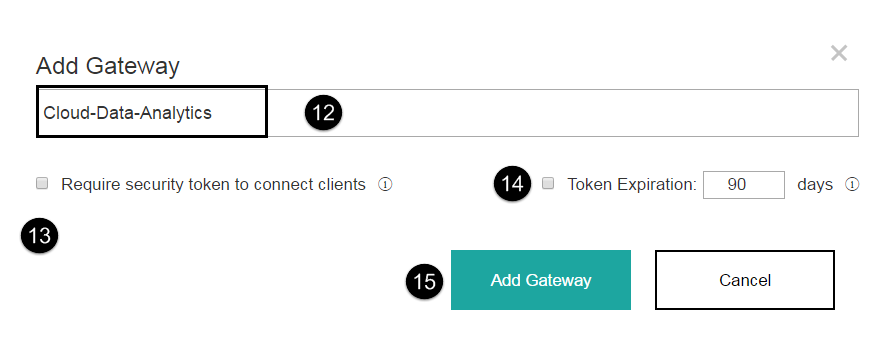 Add Gateway
×
Cloud-Data-Analytics 12
Require security token to connect clients 14 Token Expiration: 90 days
13
15 Add Gateway Cancel